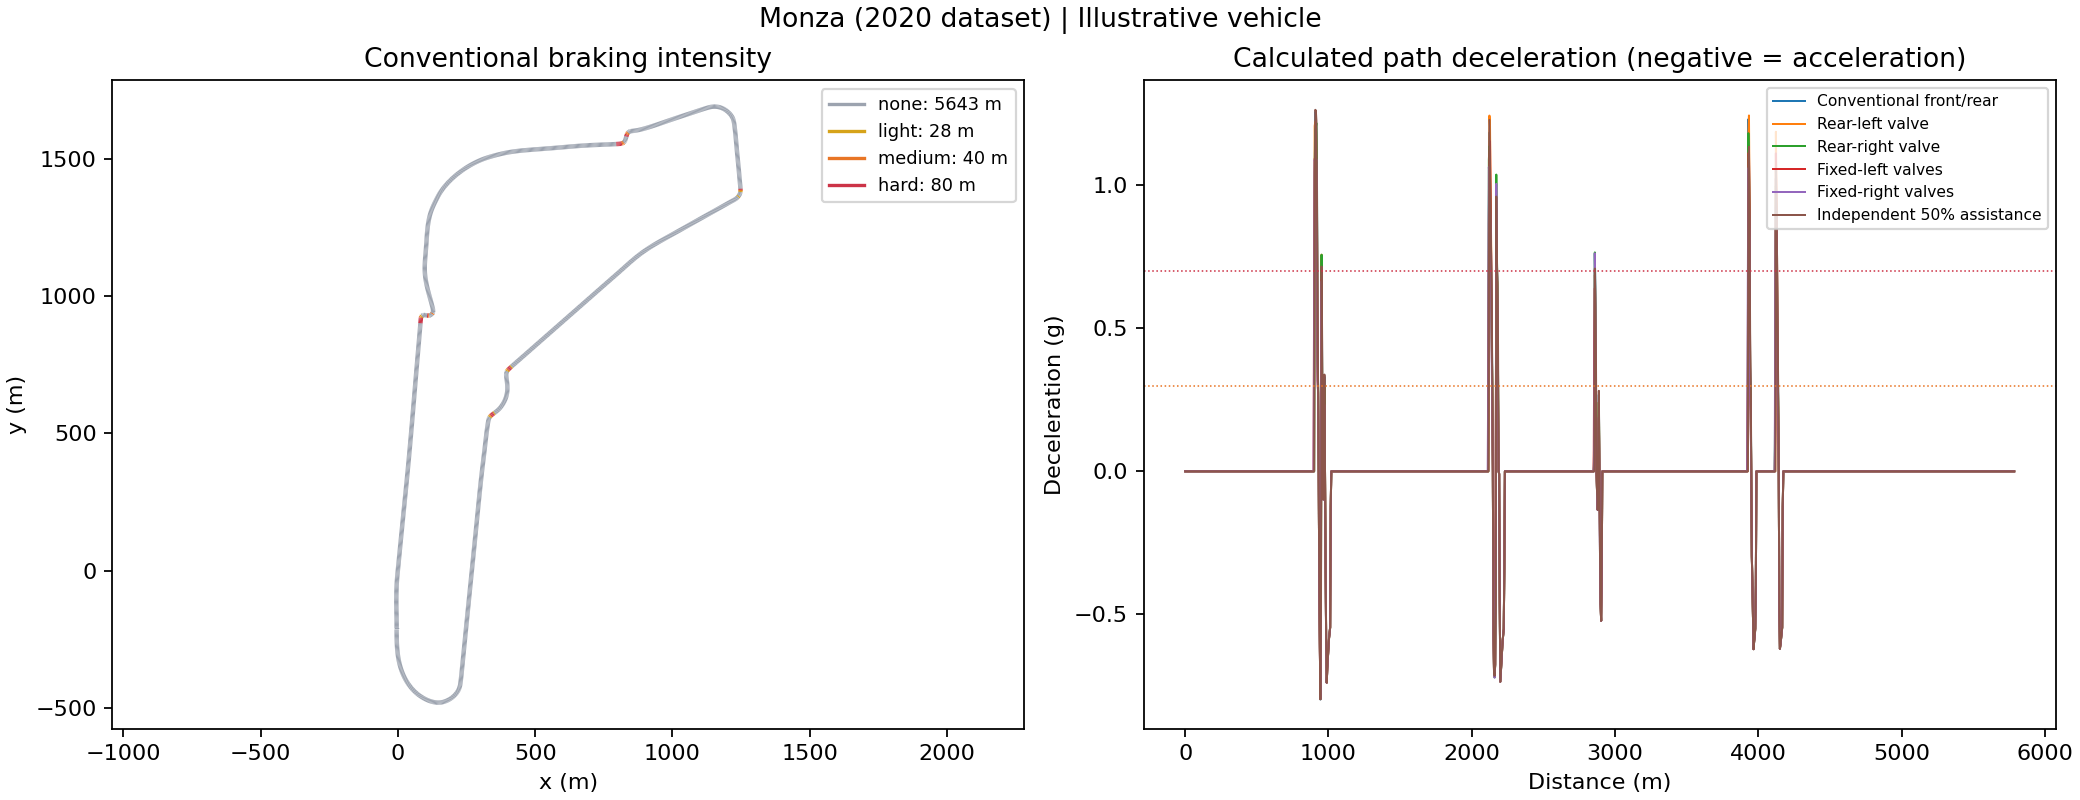 Monza (2020 dataset) | Illustrative vehicle
Conventional braking intensity
none: 5643 m
light: 28 m
medium: 40 m
hard: 80 m
1500
1000
500
0
−500
y (m)
−1000
−500
0
500
1000
1500
2000
x (m)
Calculated path deceleration (negative = acceleration)
Conventional front/rear
Rear-left valve
Rear-right valve
Fixed-left valves
Fixed-right valves
Independent 50% assistance
1.0
0.5
0.0
−0.5
Deceleration (g)
0
1000
2000
3000
4000
5000
6000
Distance (m)